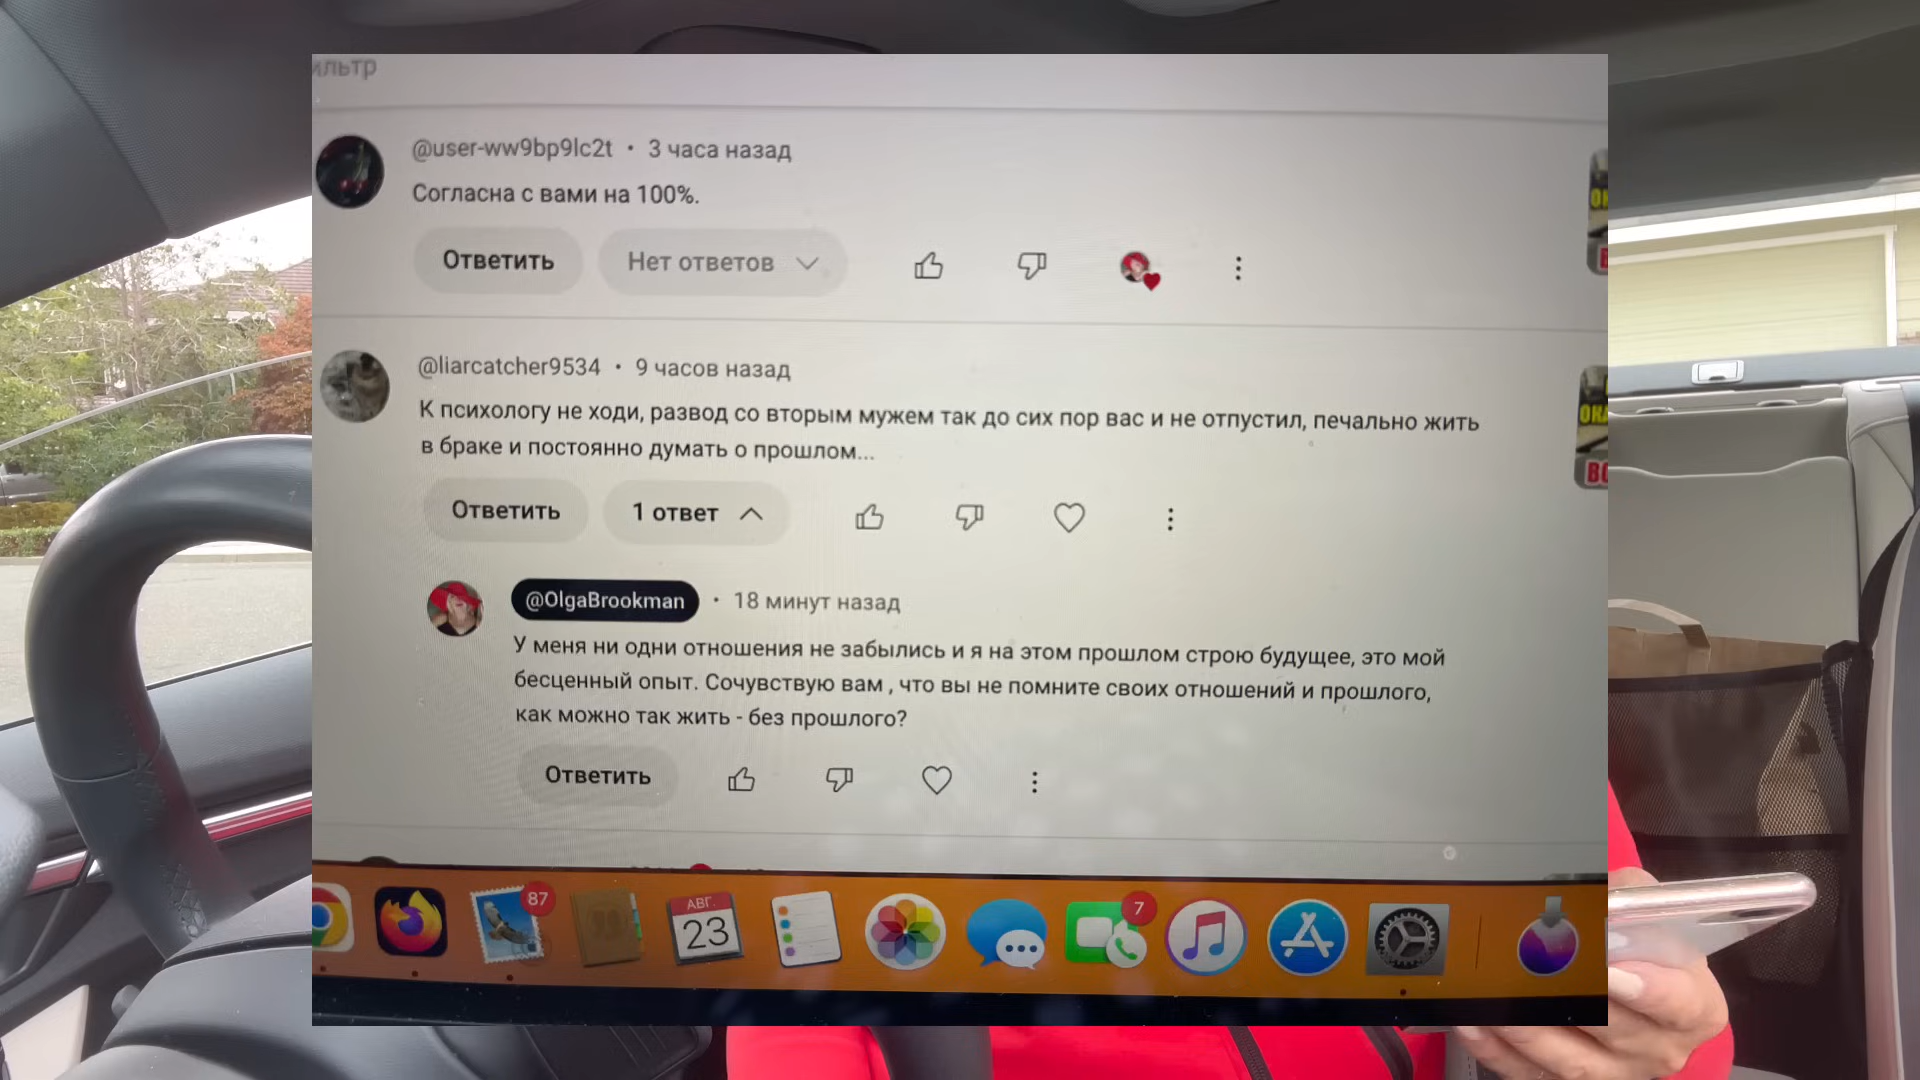 @user-ww9bp9lc2t • 3 часа назад
Согласна с вами на 100%.
Ответить Нет ответов
@liarcatcher9534 • 9 часов назад
К психологу не ходи, развод со вторым мужем так до сих пор вас и не отпустил, печально жить
в браке и постоянно думать о прошлом...
Ответить 1 ответ
@OlgaBrookman • 18 минут назад
У меня ни одни отношения не забылись и я на этом прошлом строю будущее, это мой
бесценный опыт. Сочувствую вам , что вы не помните своих отношений и прошлого,
как можно так жить - без прошлого?
Ответить
87
АВГ.
23
7